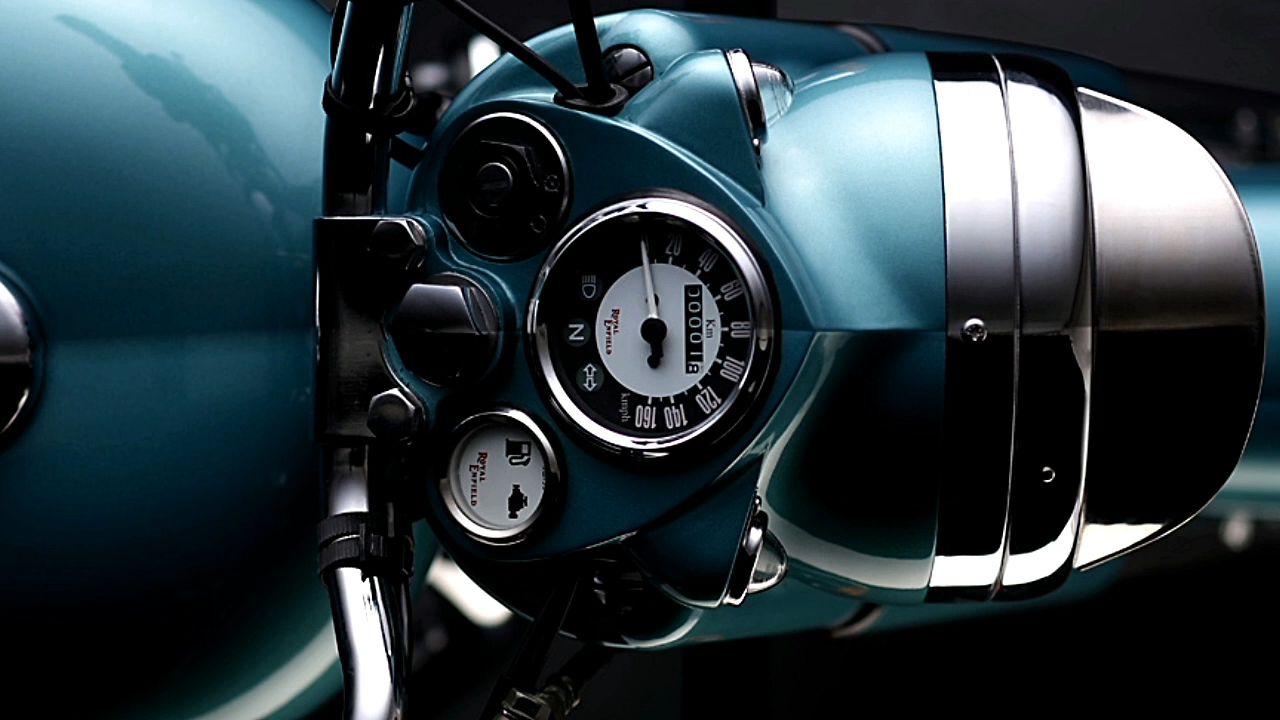 20
40
60
80
100
120
140
160
kmph
Km
000018
ROYAL
ENFIELD
N
ROYAL
ENFIELD